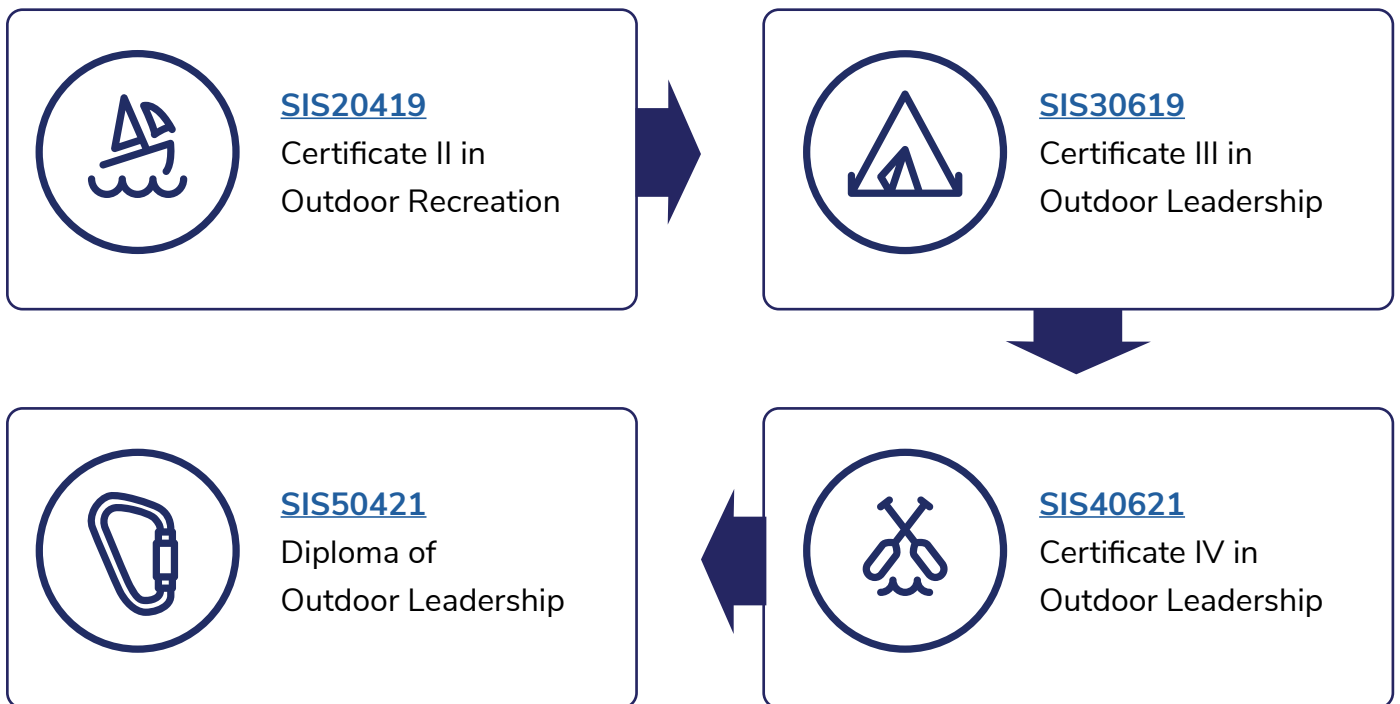 SIS20419
Certificate II in
Outdoor Recreation
SIS30619
Certificate III in
Outdoor Leadership
SIS50421
Diploma of
Outdoor Leadership
SIS40621
Certificate IV in
Outdoor Leadership